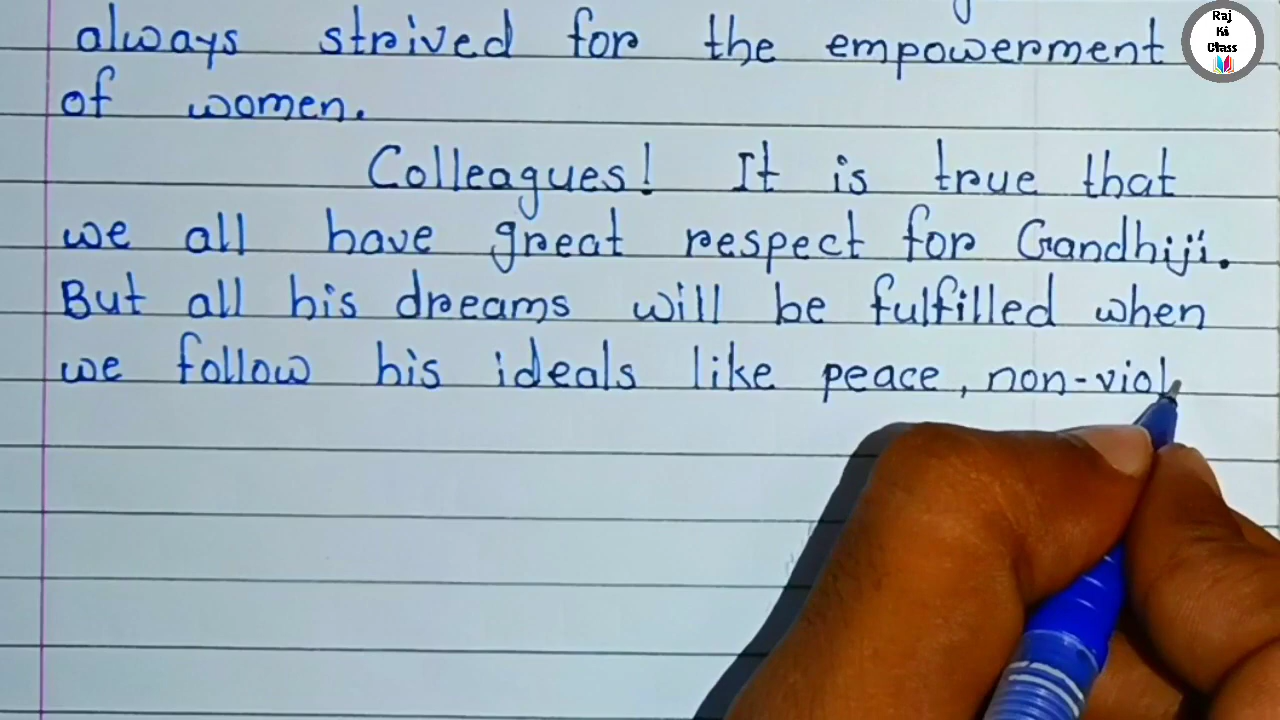 always strived for the empowerment
of women.
Colleagues! It is true that
we all have great respect for Gandhiji.
But all his dreams will be fulfilled when
we follow his ideals like peace, non-viol
Raj
Ki
Class